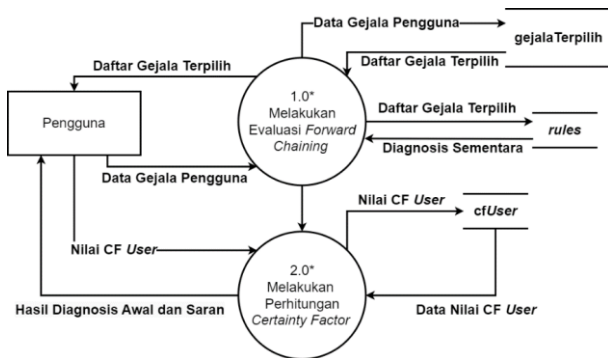 Data Gejala Pengguna
gejalaTerpilih
Daftar Gejala Terpilih
Daftar Gejala Terpilih
1.0*
Melakukan
Evaluasi Forward
Chaining
Pengguna
Daftar Gejala Terpilih
rules
Diagnosis Sementara
Data Gejala Pengguna
Nilai CF User
cfUser
Nilai CF User
2.0*
Melakukan
Perhitungan
Certainty Factor
Hasil Diagnosis Awal dan Saran
Data Nilai CF User